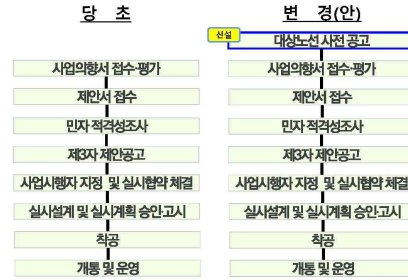 당 초
변 경(안)
신설
대상노선 사전 공고
사업의향서 접수·평가
제안서 접수
민자 적격성조사
제3자 제안공고
사업시행자 지정 및 실시협약 체결
실시설계 및 실시계획 승인·고시
착공
개통 및 운영
사업의향서 접수·평가
제안서 접수
민자 적격성조사
제3자 제안공고
사업시행자 지정 및 실시협약 체결
실시설계 및 실시계획 승인·고시
착공
개통 및 운영